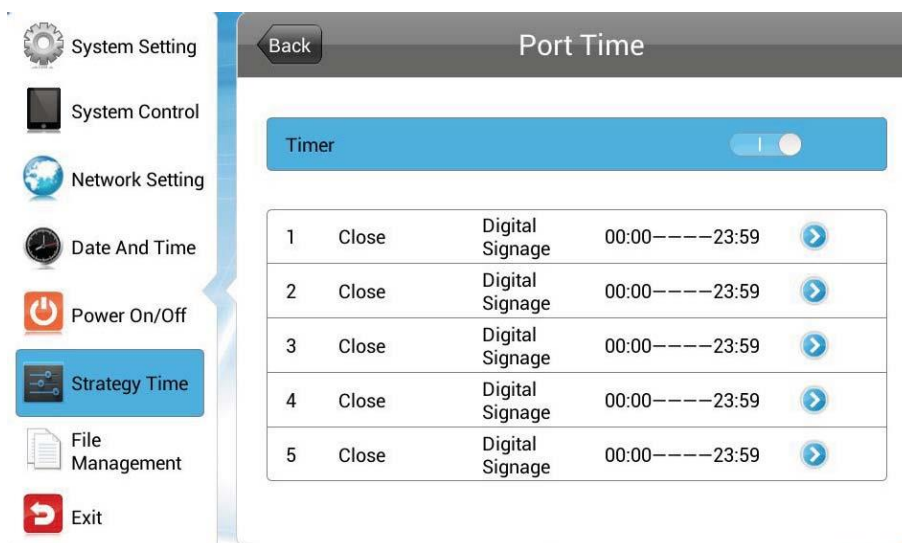 System Setting
System Control
Network Setting
Date And Time
Power On/Off
Strategy Time
File
Management
Exit
Back
Port Time
Timer
1 Close Digital Signage 00:00————23:59
2 Close Digital Signage 00:00————23:59
3 Close Digital Signage 00:00————23:59
4 Close Digital Signage 00:00————23:59
5 Close Digital Signage 00:00————23:59